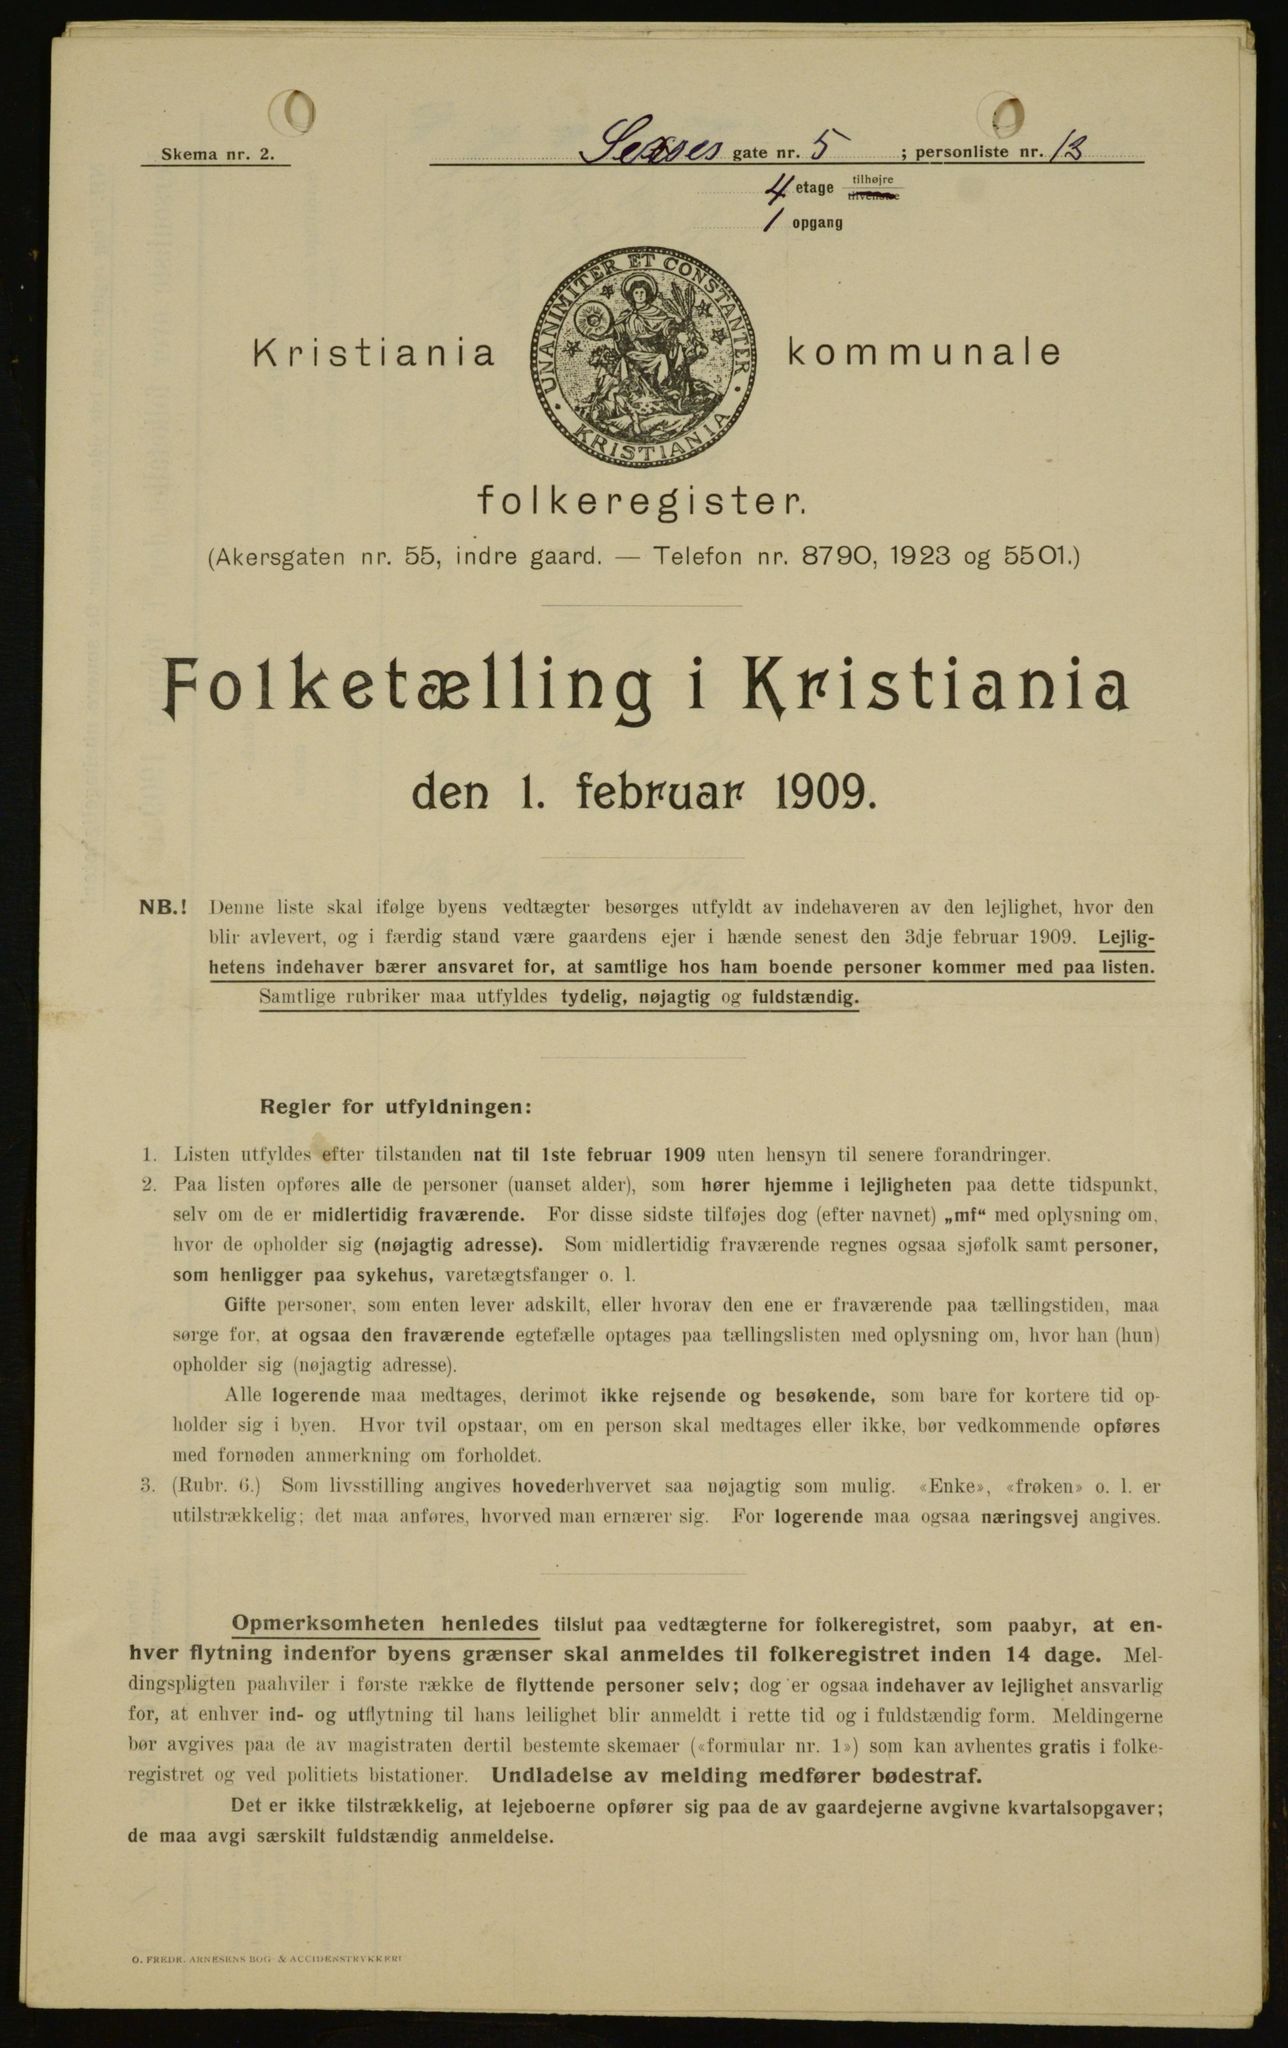 Skema nr. 2.
Sexes gate nr. 5 ; personliste nr. 13
4 etage tilhøjre
tilvenstre
1 opgang
UNANIMITER ET CONSTANTER · KRISTIANIA ·
Kristiania kommunale
folkeregister.
(Akersgaten nr. 55, indre gaard. — Telefon nr. 8790, 1923 og 5501.)
Folketælling i Kristiania
den 1. februar 1909.
NB.! Denne liste skal ifølge byens vedtægter besørges utfyldt av indehaveren av den lejlighet, hvor den
blir avlevert, og i færdig stand være gaardens ejer i hænde senest den 3dje februar 1909. Lejlig-
hetens indehaver bærer ansvaret for, at samtlige hos ham boende personer kommer med paa listen.
Samtlige rubriker maa utfyldes tydelig, nøjagtig og fuldstændig.
Regler for utfyldningen:
1. Listen utfyldes efter tilstanden nat til 1ste februar 1909 uten hensyn til senere forandringer.
2. Paa listen opføres alle de personer (uanset alder), som hører hjemme i lejligheten paa dette tidspunkt,
selv om de er midlertidig fraværende. For disse sidste tilføjes dog (efter navnet) „mf“ med oplysning om,
hvor de opholder sig (nøjagtig adresse). Som midlertidig fraværende regnes ogsaa sjøfolk samt personer,
som henligger paa sykehus, varetægtsfanger o. l.
Gifte personer, som enten lever adskilt, eller hvorav den ene er fraværende paa tællingstiden, maa
sørge for, at ogsaa den fraværende egtefælle optages paa tællingslisten med oplysning om, hvor han (hun)
opholder sig (nøjagtig adresse).
Alle logerende maa medtages, derimot ikke rejsende og besøkende, som bare for kortere tid op-
holder sig i byen. Hvor tvil opstaar, om en person skal medtages eller ikke, bør vedkommende opføres
med fornøden anmerkning om forholdet.
3. (Rubr. 6.) Som livsstilling angives hovederhvervet saa nøjagtig som mulig. «Enke», «frøken» o. l. er
utilstrækkelig; det maa anføres, hvorved man ernærer sig. For logerende maa ogsaa næringsvej angives.
Opmerksomheten henledes tilslut paa vedtægterne for folkeregistret, som paabyr, at en-
hver flytning indenfor byens grænser skal anmeldes til folkeregistret inden 14 dage. Mel-
dingspligten paahviler i første række de flyttende personer selv; dog er ogsaa indehaver av lejlighet ansvarlig
for, at enhver ind- og utflytning til hans leilighet blir anmeldt i rette tid og i fuldstændig form. Meldingerne
bør avgives paa de av magistraten dertil bestemte skemaer («formular nr. 1») som kan avhentes gratis i folke-
registret og ved politiets bistationer. Undladelse av melding medfører bødestraf.
Det er ikke tilstrækkelig, at lejeboerne opfører sig paa de av gaardejerne avgivne kvartalsopgaver;
de maa avgi særskilt fuldstændig anmeldelse.
O. FREDR. ARNESENS BOG- & ACCIDENSTRYKKERI